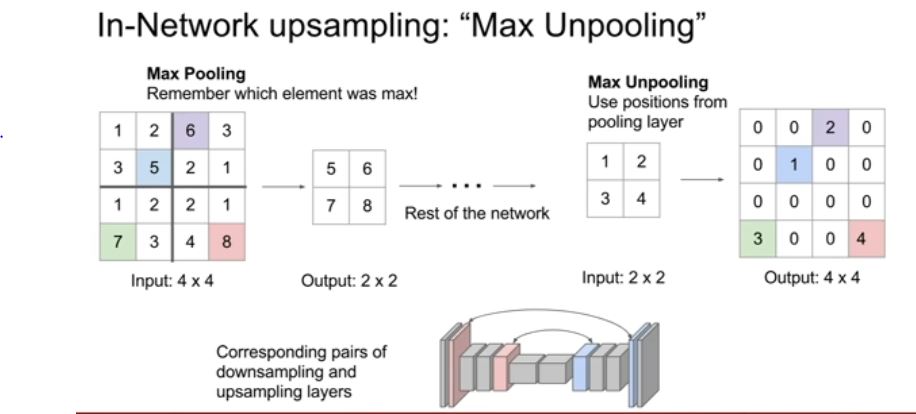 In-Network upsampling: “Max Unpooling”
Max Pooling
Remember which element was max!
1 2 6 3
3 5 2 1
1 2 2 1
7 3 4 8
Input: 4 x 4
5 6
7 8
Output: 2 x 2
...
Rest of the network
Max Unpooling
Use positions from
pooling layer
1 2
3 4
Input: 2 x 2
0 0 2 0
0 1 0 0
0 0 0 0
3 0 0 4
Output: 4 x 4
Corresponding pairs of
downsampling and
upsampling layers